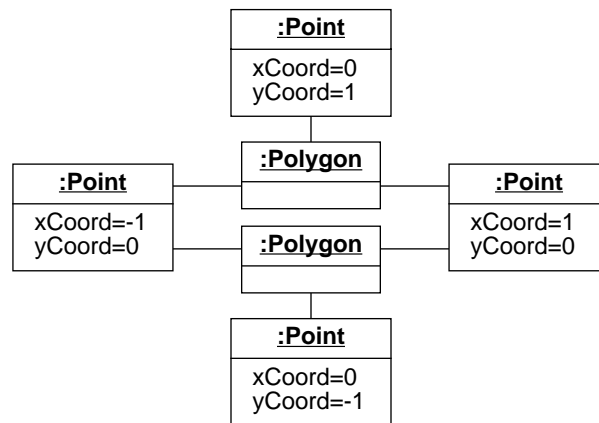 :Point
xCoord=0
yCoord=1
:Polygon
:Point
xCoord=-1
yCoord=0
:Point
xCoord=1
yCoord=0
:Polygon
:Point
xCoord=0
yCoord=-1